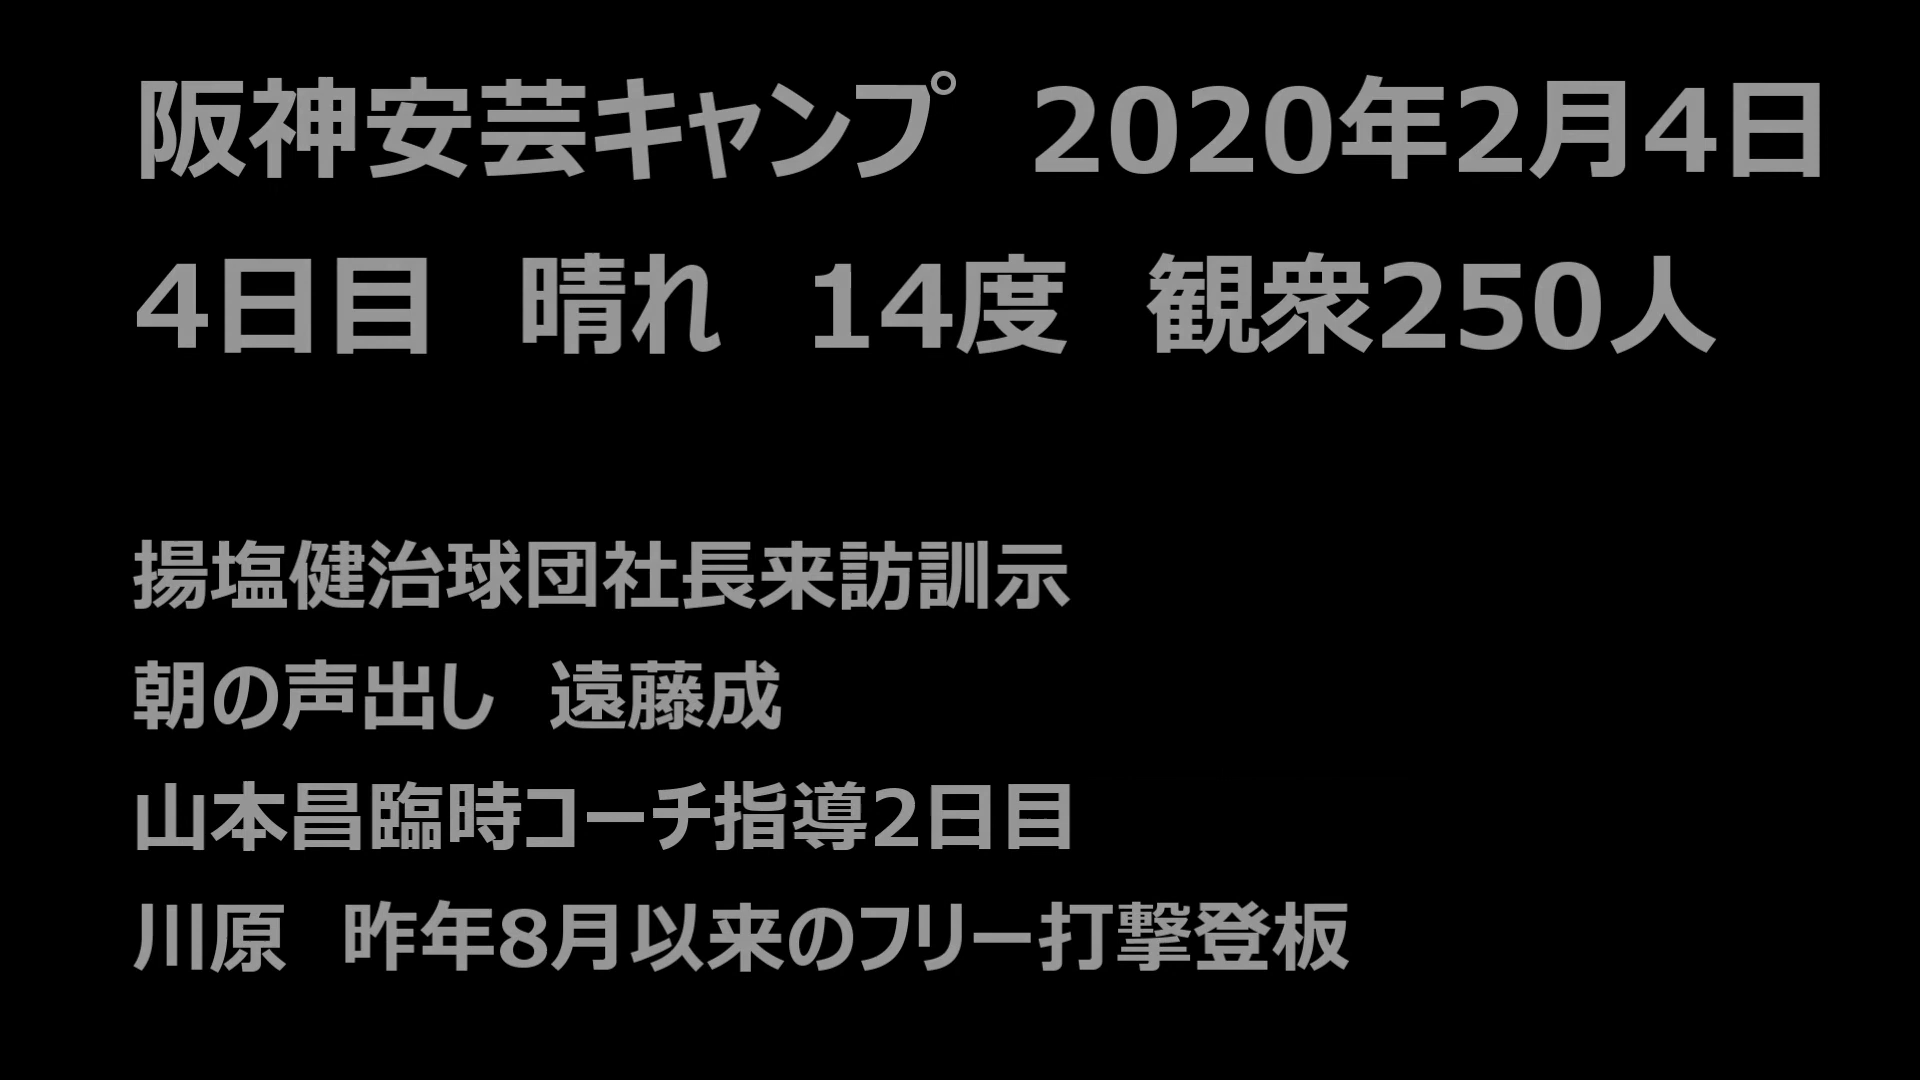 阪神安芸キャンプ　2020年2月4日
4日目　晴れ　14度　観衆250人
揚塩健治球団社長来訪訓示
朝の声出し　遠藤成
山本昌臨時コーチ指導2日目
川原　昨年8月以来のフリー打撃登板